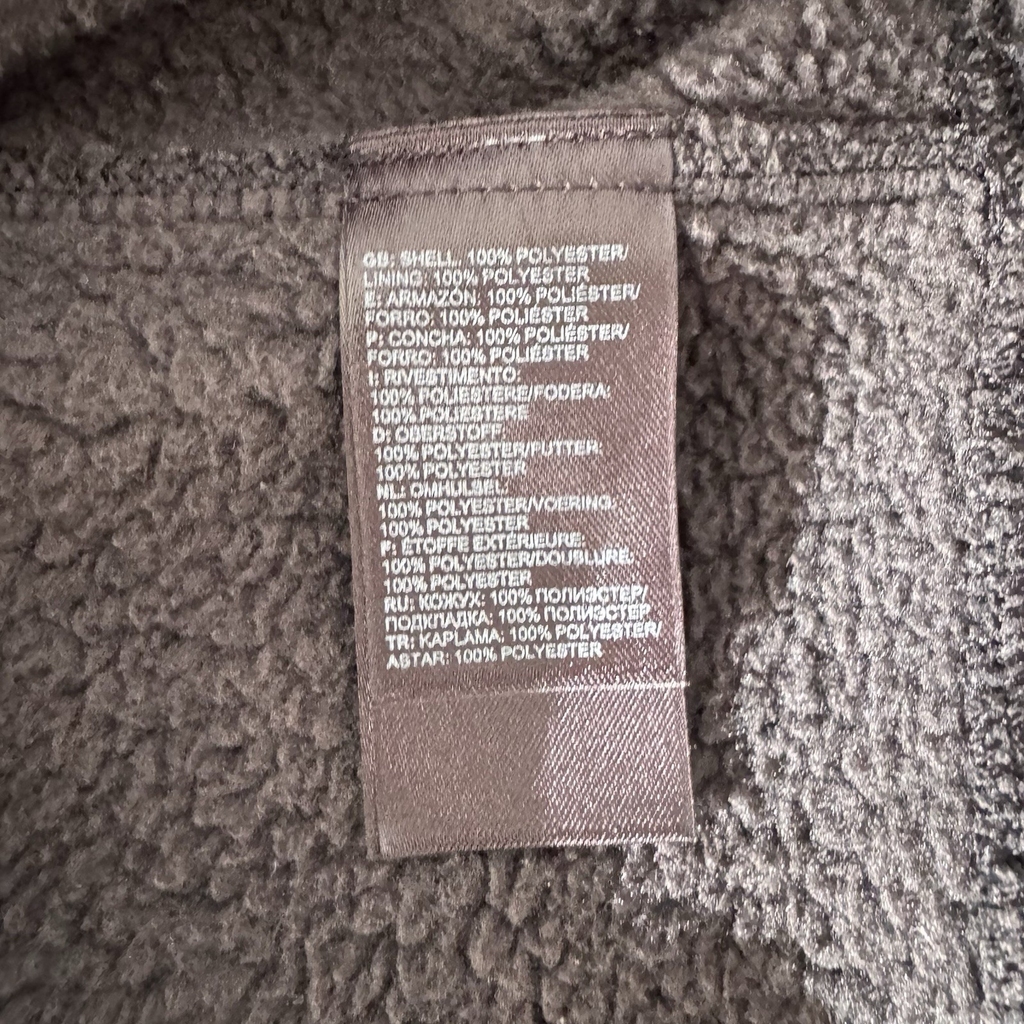 GB: SHELL: 100% POLYESTER/
LINING: 100% POLYESTER
E: ARMAZÓN: 100% POLIÉSTER/
FORRO: 100% POLIÉSTER
P: CONCHA: 100% POLIÉSTER/
FORRO: 100% POLIÉSTER
I: RIVESTIMENTO:
100% POLIESTERE/FODERA:
100% POLIESTERE
D: OBERSTOFF:
100% POLYESTER/FUTTER:
100% POLYESTER
NL: OMHULSEL:
100% POLYESTER/VOERING:
100% POLYESTER
F: ÉTOFFE EXTÉRIEURE:
100% POLYESTER/DOUBLURE:
100% POLYESTER
RU: КОЖУХ: 100% ПОЛИЭСТЕР/
ПОДКЛАДКА: 100% ПОЛИЭСТЕР
TR: KAPLAMA: 100% POLYESTER/
ASTAR: 100% POLYESTER